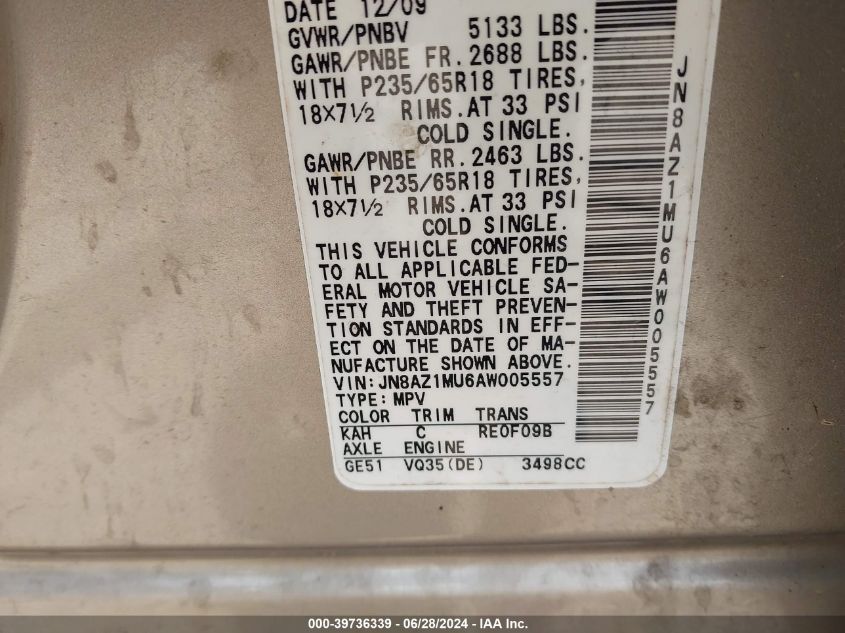 DATE 12/09
GVWR/PNBV 5133 LBS.
GAWR/PNBE FR. 2688 LBS.
WITH P235/65R18 TIRES,
18X7½ RIMS. AT 33 PSI
COLD SINGLE.
GAWR/PNBE RR. 2463 LBS.
WITH P235/65R18 TIRES,
18X7½ RIMS. AT 33 PSI
COLD SINGLE.
THIS VEHICLE CONFORMS
TO ALL APPLICABLE FED-
ERAL MOTOR VEHICLE SA-
FETY AND THEFT PREVEN-
TION STANDARDS IN EFF-
ECT ON THE DATE OF MA-
NUFACTURE SHOWN ABOVE.
VIN:JN8AZ1MU6AW005557
TYPE:MPV
COLOR TRIM TRANS
KAH C RE0F09B
AXLE ENGINE
GE51 VQ35(DE) 3498CC
JN8AZ1MU6AW005557
000-39736339 - 06/28/2024 - IAA Inc.